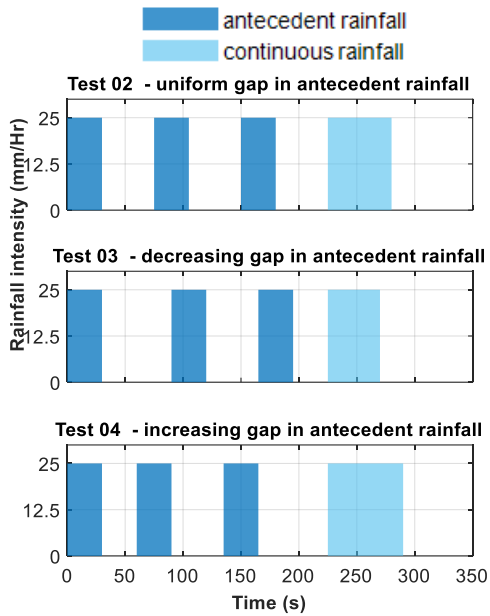 antecedent rainfall
continuous rainfall
Test 02 - uniform gap in antecedent rainfall
25
12.5
0
Test 03 - decreasing gap in antecedent rainfall
Rainfall intensity (mm/Hr)
25
12.5
0
Test 04 - increasing gap in antecedent rainfall
25
12.5
0
0 50 100 150 200 250 300 350
Time (s)